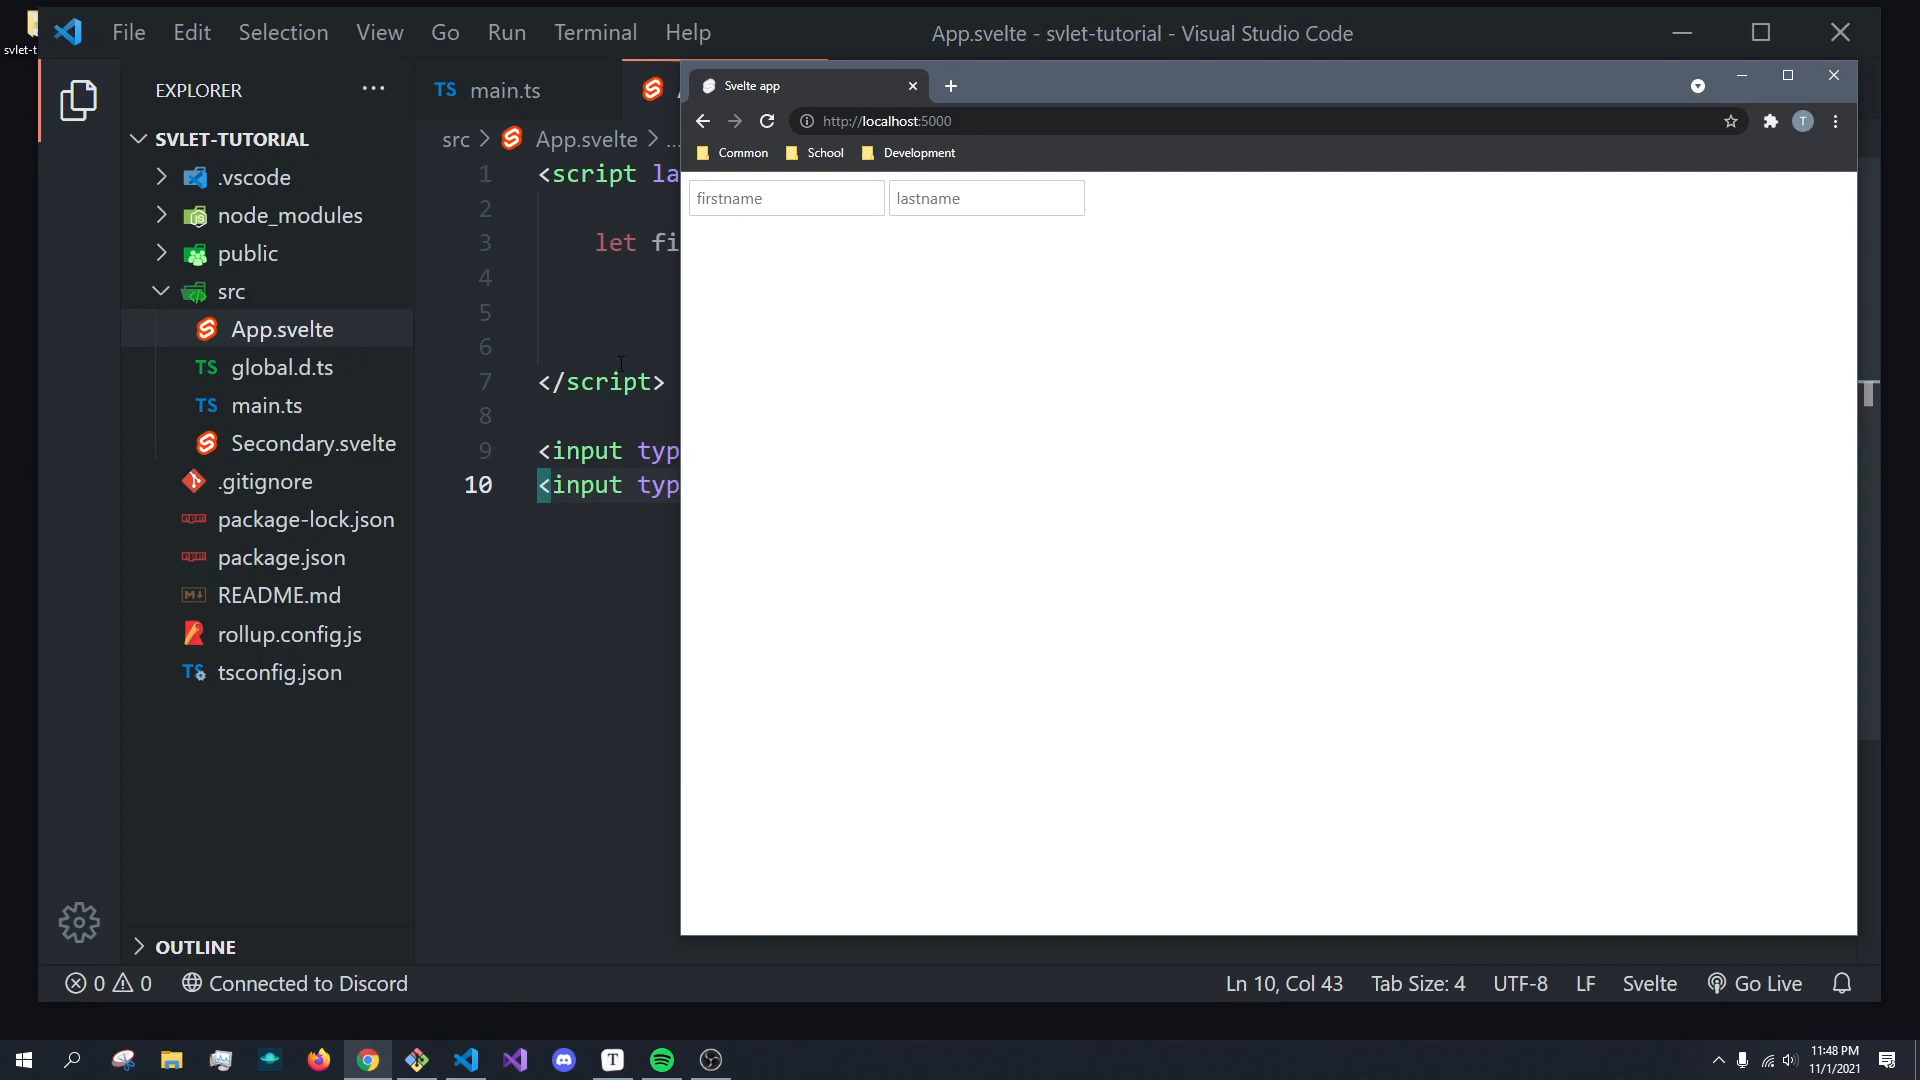 svlet-t
File Edit Selection View Go Run Terminal Help
App.svelte - svlet-tutorial - Visual Studio Code
EXPLORER
SVLET-TUTORIAL
.vscode
node_modules
public
src
App.svelte
TS global.d.ts
TS main.ts
Secondary.svelte
.gitignore
package-lock.json
package.json
README.md
rollup.config.js
TS tsconfig.json
OUTLINE
TS main.ts
src > App.svelte > ...
1 <script la
2
3 let fi
4
5
6
7 </script>
8
9 <input typ
10 <input typ
Svelte app
http://localhost:5000
T
Common School Development
firstname lastname
0 0 Connected to Discord
Ln 10, Col 43 Tab Size: 4 UTF-8 LF Svelte Go Live
11:48 PM
11/1/2021